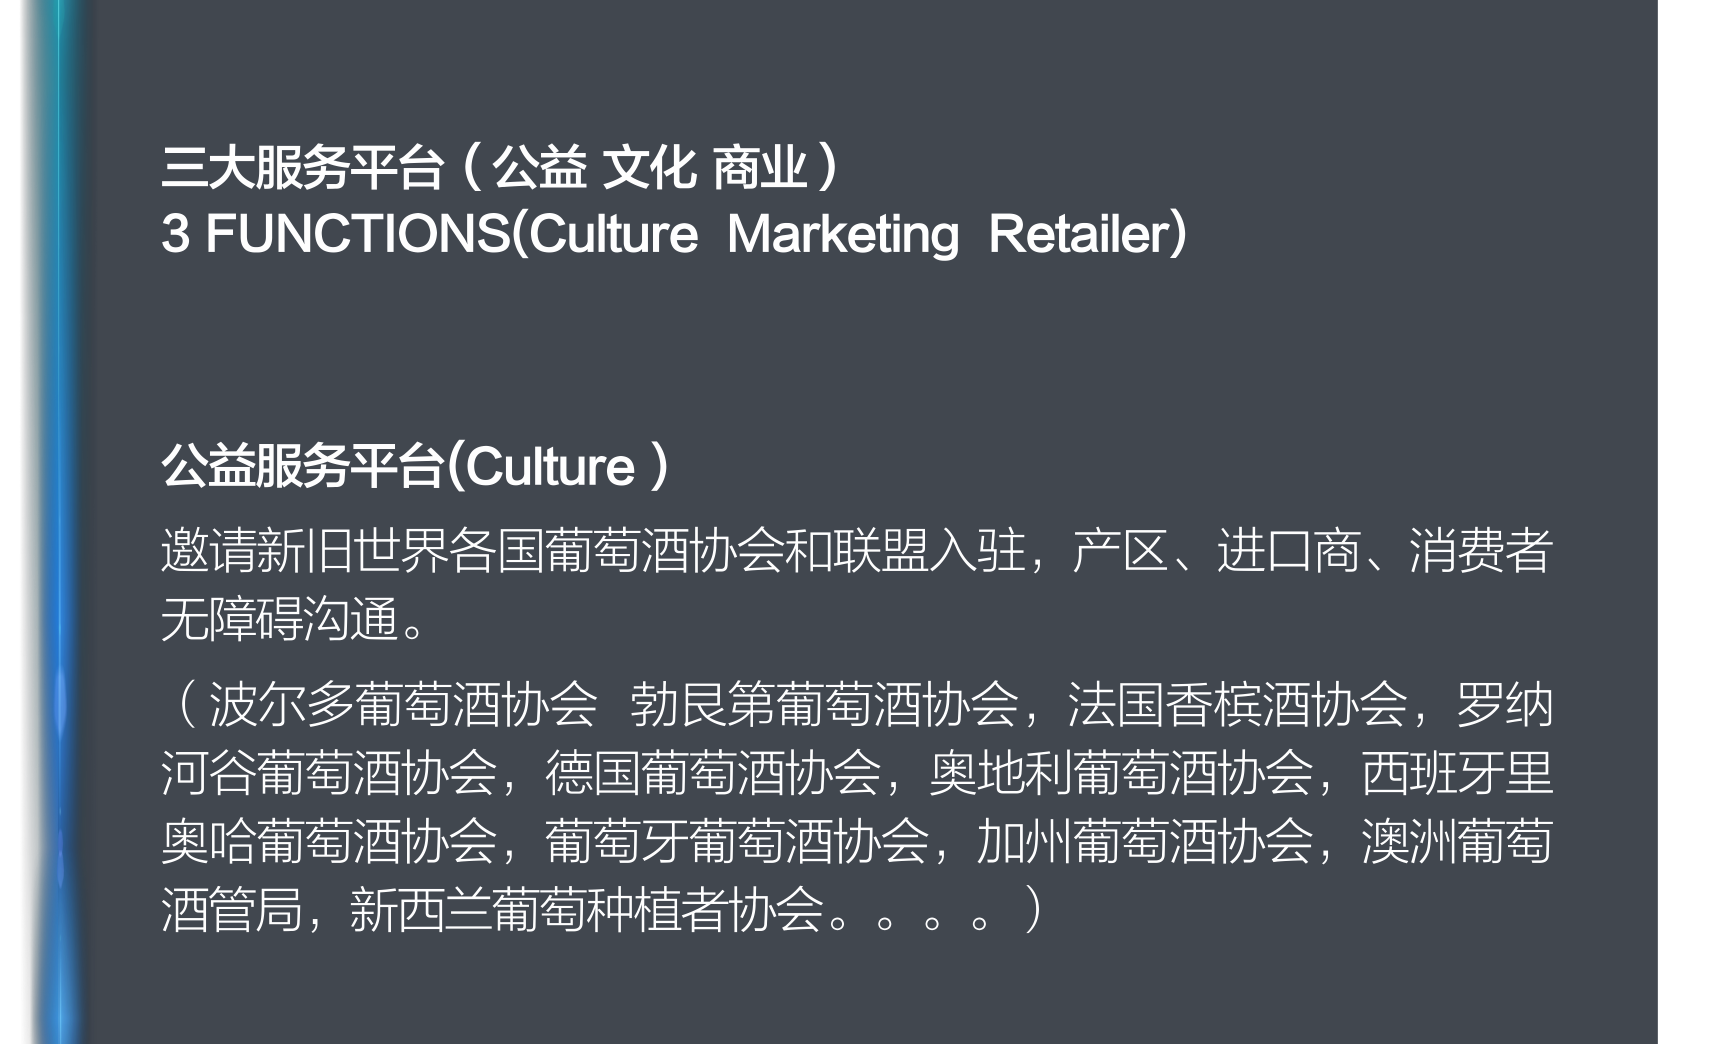 三大服务平台（公益 文化 商业）
3 FUNCTIONS(Culture Marketing Retailer)
公益服务平台(Culture ）
邀请新旧世界各国葡萄酒协会和联盟入驻，产区、进口商、消费者
无障碍沟通。
（波尔多葡萄酒协会 勃艮第葡萄酒协会，法国香槟酒协会，罗纳
河谷葡萄酒协会，德国葡萄酒协会，奥地利葡萄酒协会，西班牙里
奥哈葡萄酒协会，葡萄牙葡萄酒协会，加州葡萄酒协会，澳洲葡萄
酒管局，新西兰葡萄种植者协会。。。。）